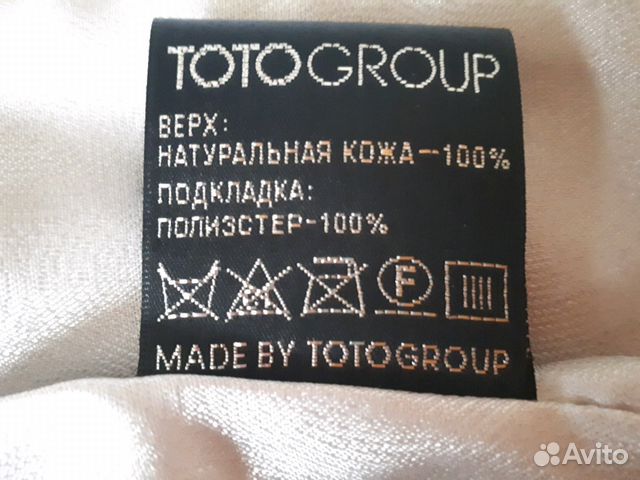 TOTOGROUP
ВЕРХ:
НАТУРАЛЬНАЯ КОЖА-100%
ПОДКЛАДКА:
ПОЛИЭСТЕР-100%
F
MADE BY TOTOGROUP
Avito